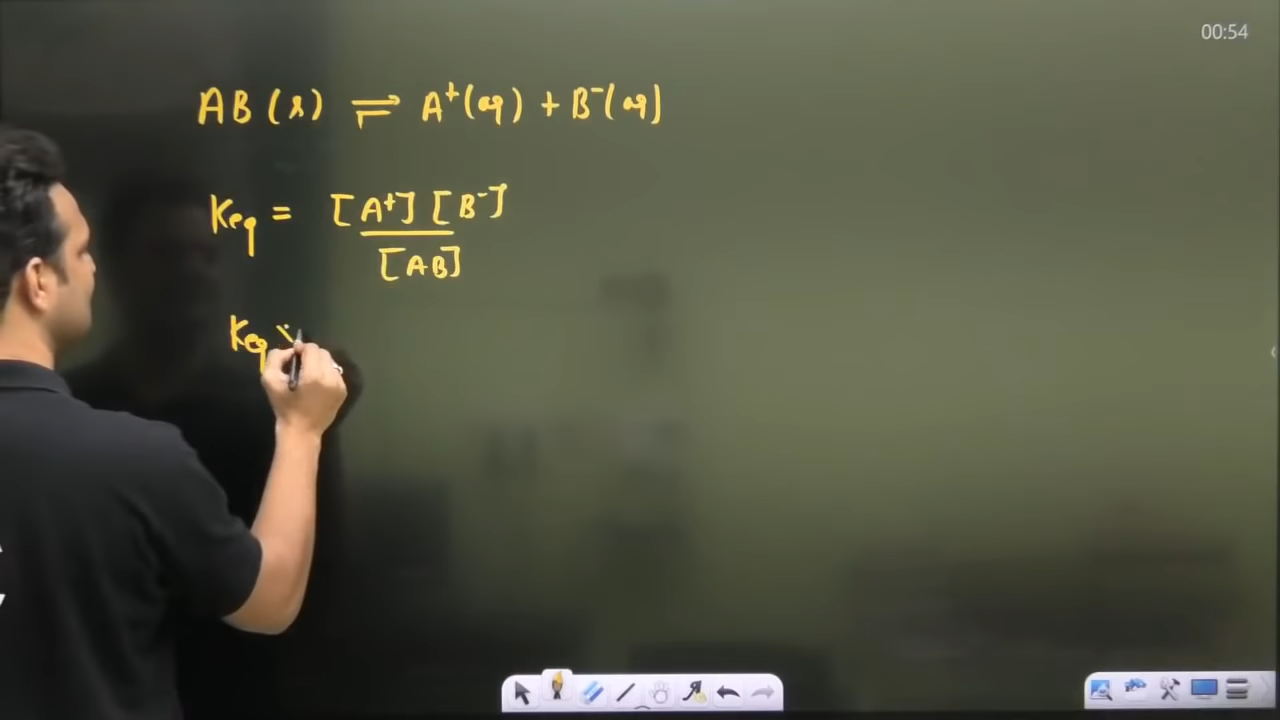 00:54
AB(s) ⇌ A⁺(aq) + B⁻(aq)
Keq = [A⁺] [B⁻]
[AB]
Keq ×